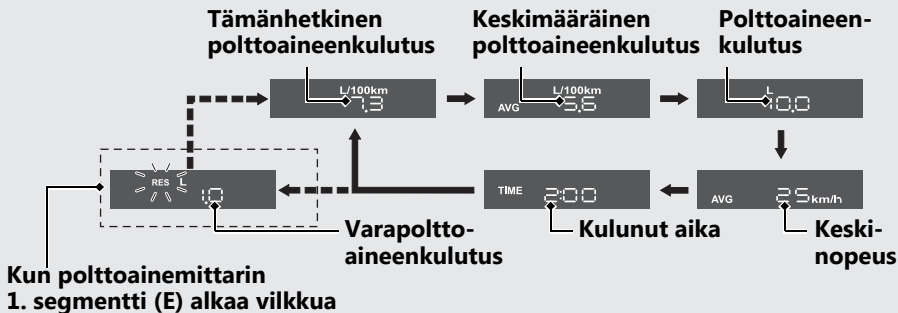 Tämänhetkinen
polttoaineenkulutus
Keskimääräinen
polttoaineenkulutus
Polttoaineen-
kulutus
L/100km
7,3
L/100km
AVG 5,6
L
10,0
RES L
1,0
TIME 2:00
AVG 25 km/h
Varapoltto-
aineenkulutus
Kulunut aika
Keski-
nopeus
Kun polttoainemittarin
1. segmentti (E) alkaa vilkkua